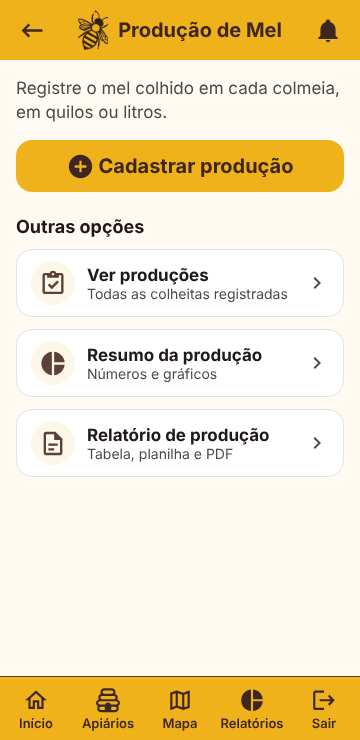 Produção de Mel
Registre o mel colhido em cada colmeia,
em quilos ou litros.
Cadastrar produção
Outras opções
Ver produções
Todas as colheitas registradas
Resumo da produção
Números e gráficos
Relatório de produção
Tabela, planilha e PDF
Início
Apiários
Mapa
Relatórios
Sair